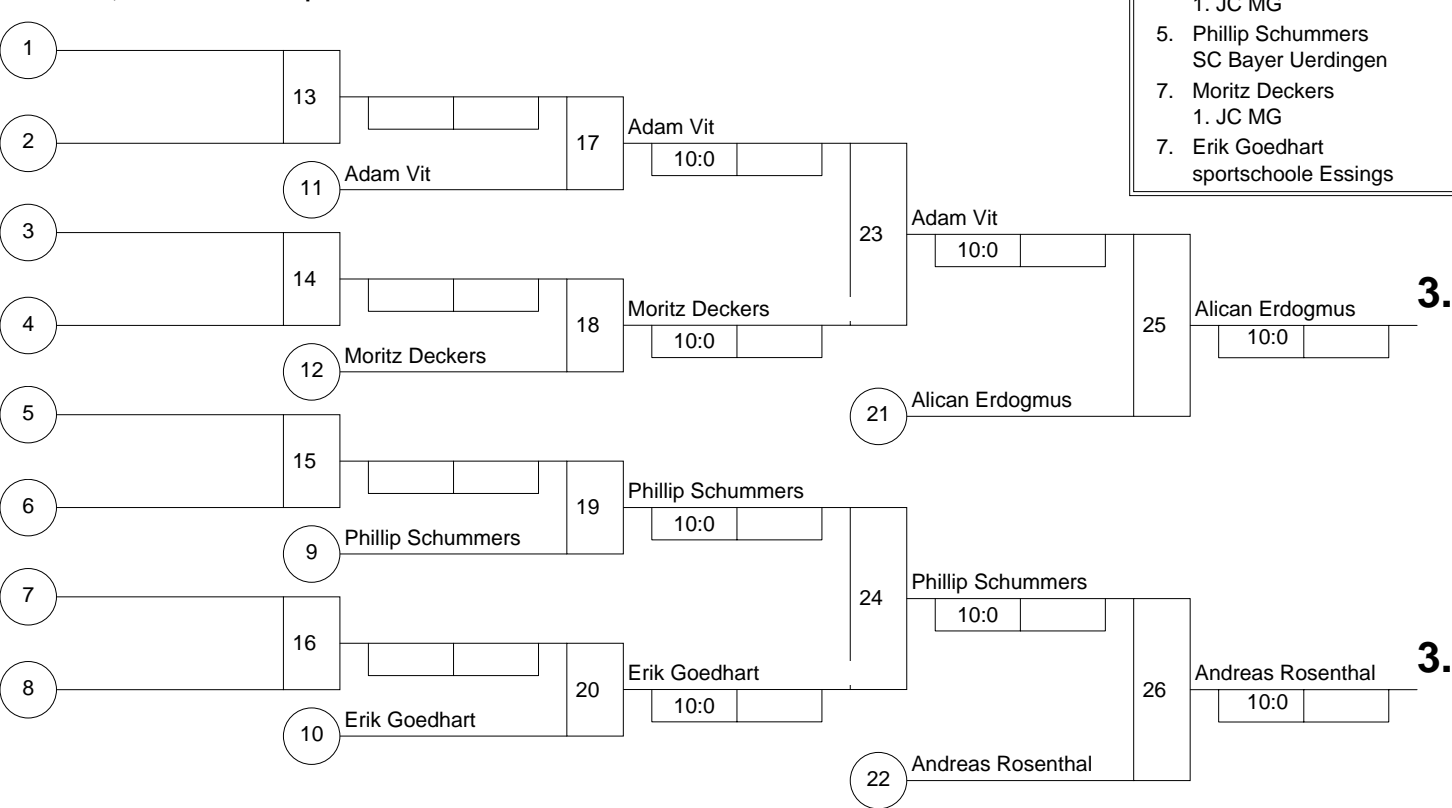 1. JC MG
5. Phillip Schummers
SC Bayer Uerdingen
7. Moritz Deckers
1. JC MG
7. Erik Goedhart
sportschoole Essings
1
13
2
17
Adam Vit
10:0
11
Adam Vit
3
23
Adam Vit
10:0
14
4
18
Moritz Deckers
10:0
12
Moritz Deckers
25
Alican Erdogmus
10:0
3.
5
21
Alican Erdogmus
15
6
19
Phillip Schummers
10:0
9
Phillip Schummers
7
24
Phillip Schummers
10:0
16
8
20
Erik Goedhart
10:0
10
Erik Goedhart
26
Andreas Rosenthal
10:0
3.
22
Andreas Rosenthal